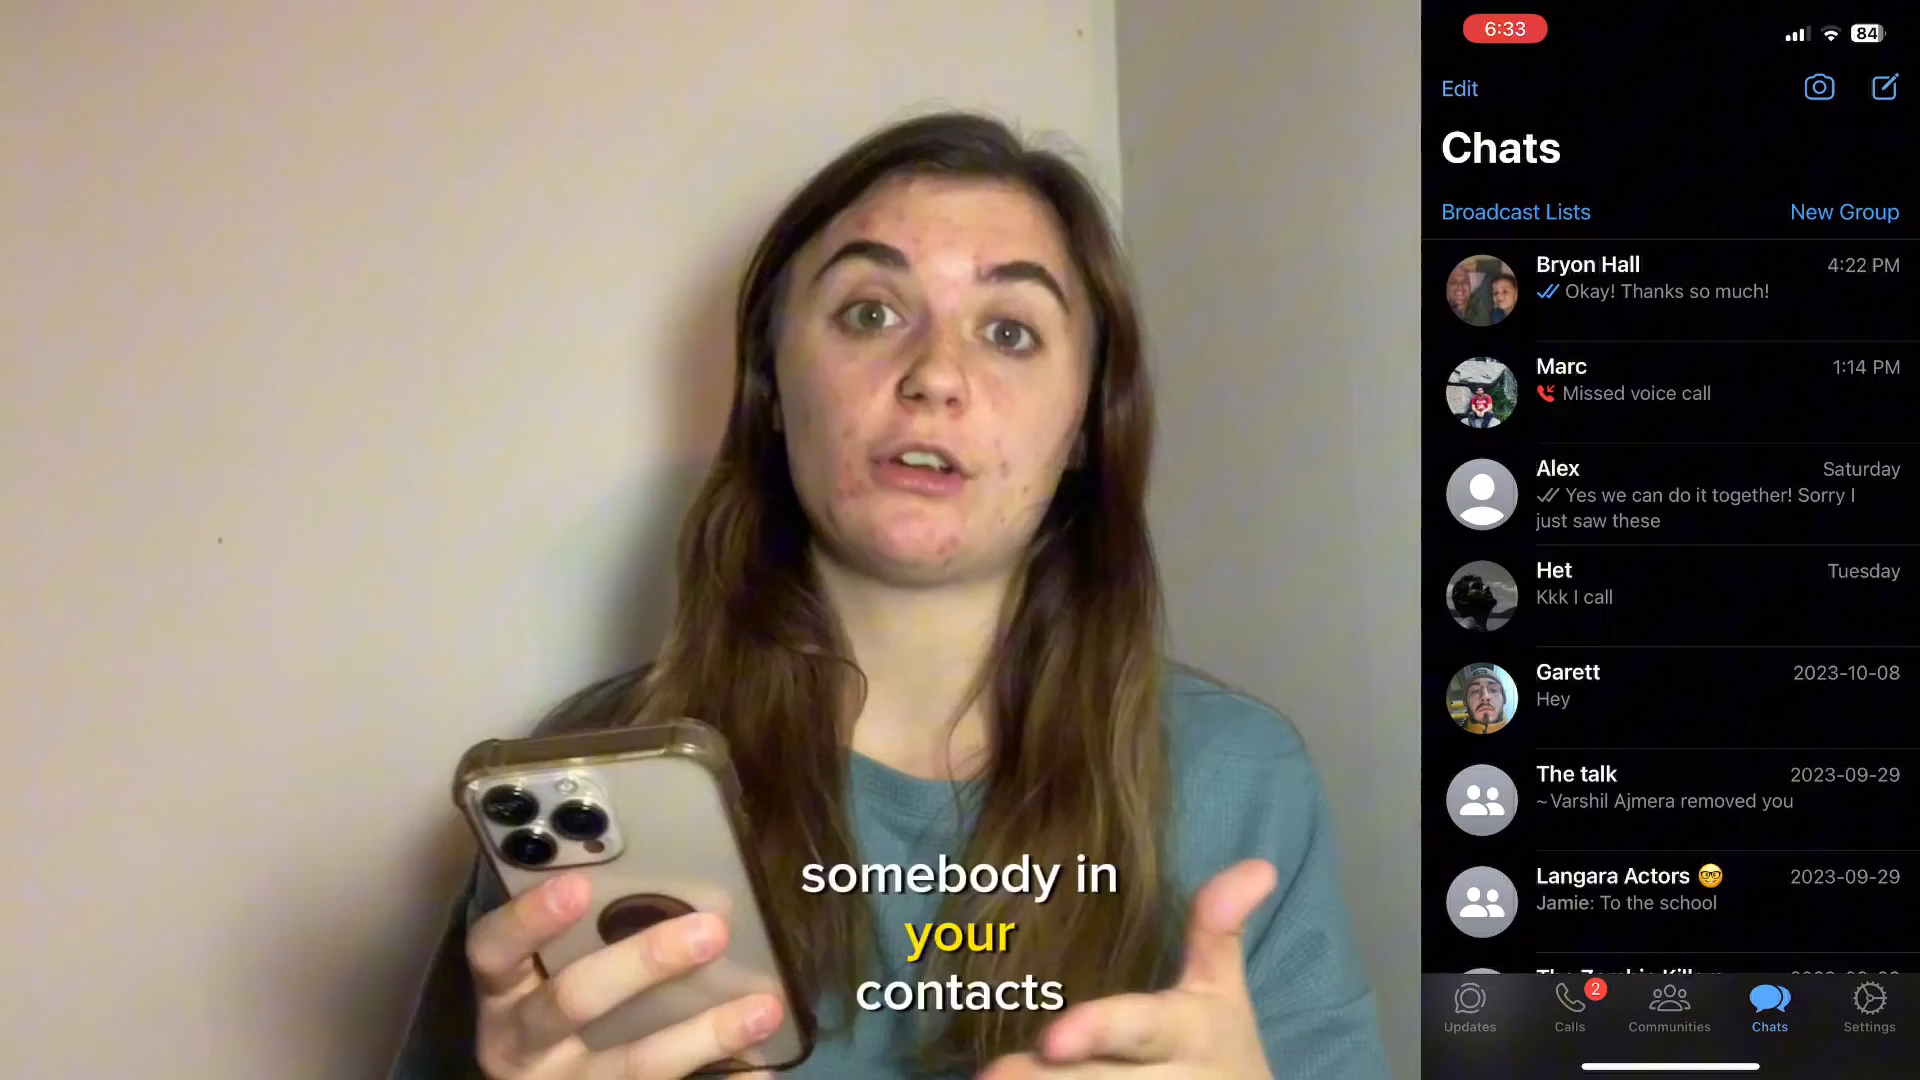 somebody in
your
contacts
6:33
84
Edit
Chats
Broadcast Lists
New Group
Bryon Hall
4:22 PM
Okay! Thanks so much!
Marc
1:14 PM
Missed voice call
Alex
Saturday
Yes we can do it together! Sorry I
just saw these
Het
Tuesday
Kkk I call
Garett
2023-10-08
Hey
The talk
2023-09-29
~Varshil Ajmera removed you
Langara Actors 🤓
2023-09-29
Jamie: To the school
2
Updates
Calls
Communities
Chats
Settings